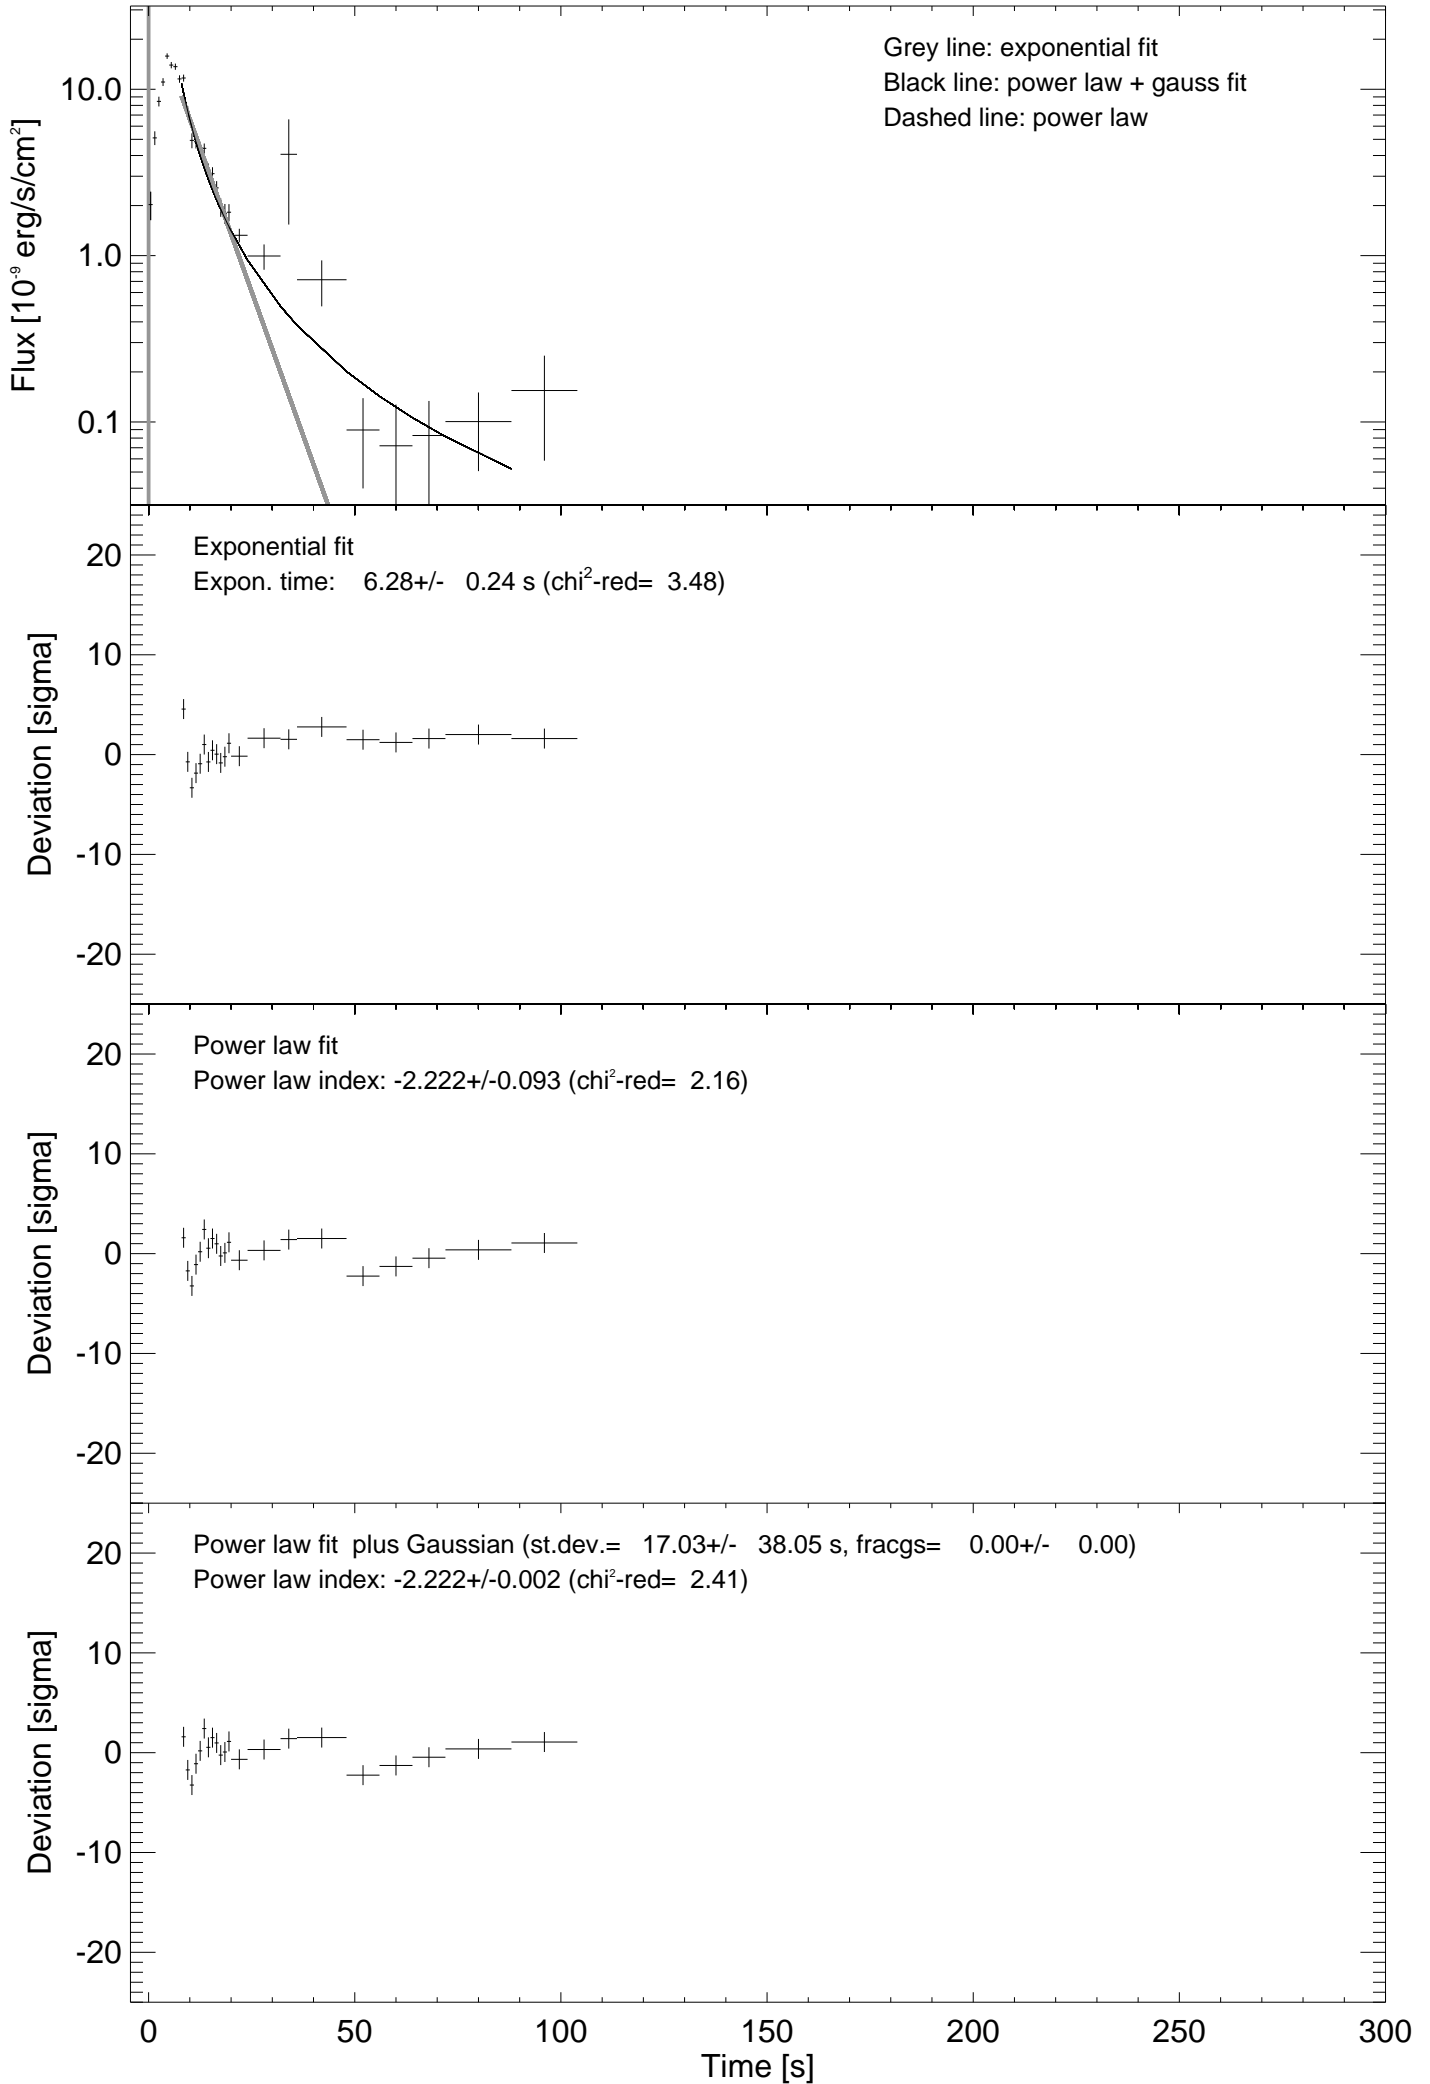 Grey line: exponential fit
Black line: power law + gauss fit
Dashed line: power law
10.0
1.0
0.1
Flux [10⁻⁹ erg/s/cm²]
Exponential fit
Expon. time: 6.28+/- 0.24 s (chi²-red= 3.48)
20
10
0
-10
-20
Deviation [sigma]
Power law fit
Power law index: -2.222+/-0.093 (chi²-red= 2.16)
20
10
0
-10
-20
Deviation [sigma]
Power law fit plus Gaussian (st.dev.= 17.03+/- 38.05 s, fracgs= 0.00+/- 0.00)
Power law index: -2.222+/-0.002 (chi²-red= 2.41)
20
10
0
-10
-20
Deviation [sigma]
0 50 100 150 200 250 300
Time [s]